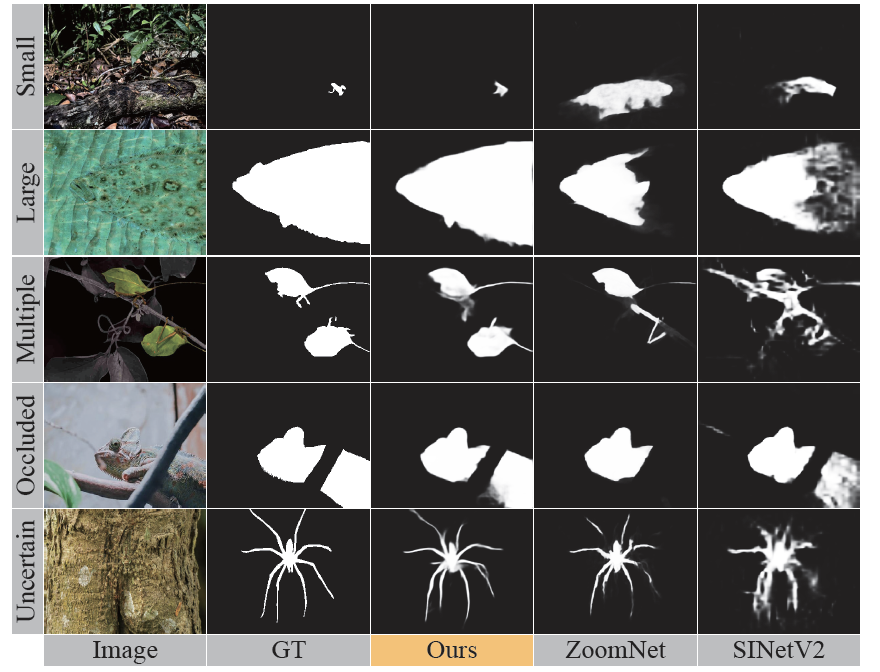 Small
Large
Multiple
Occluded
Uncertain
Image
GT
Ours
ZoomNet
SINetV2